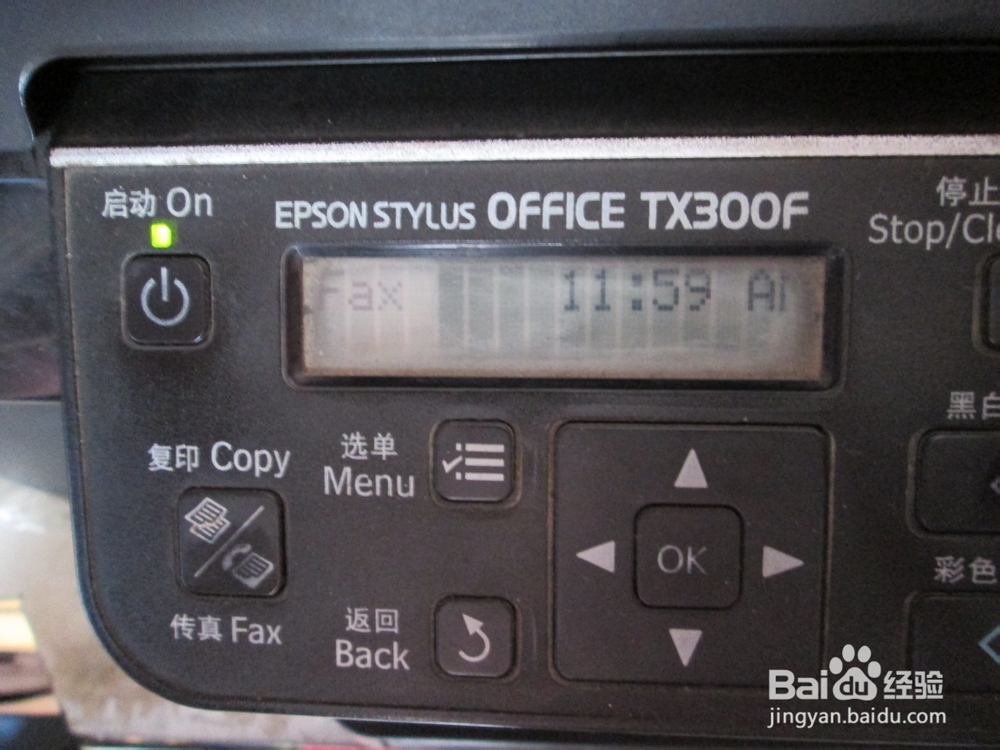 启动 On
EPSON STYLUS OFFICE TX300F
停止
Stop/Cle
Fax 11:59 A
黑白
复印 Copy
选单
Menu
OK
彩色
传真 Fax
返回
Back
Baidu经验
jingyan.baidu.com